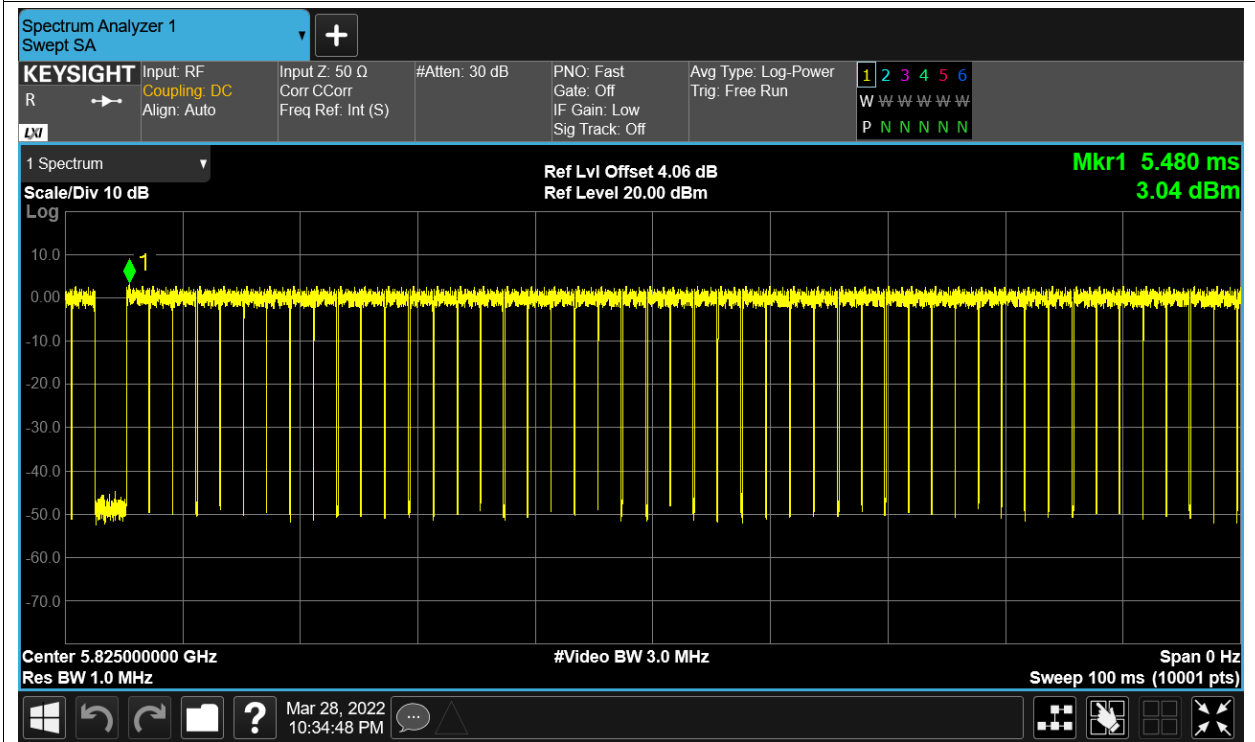 Spectrum Analyzer 1
Swept SA
KEYSIGHT
R
LXI
Input: RF
Coupling: DC
Align: Auto
Input Z: 50 Ω
Corr CCorr
Freq Ref: Int (S)
#Atten: 30 dB
PNO: Fast
Gate: Off
IF Gain: Low
Sig Track: Off
Avg Type: Log-Power
Trig: Free Run
1 2 3 4 5 6
W W W W W W
P N N N N N
1 Spectrum
Scale/Div 10 dB
Log
Ref Lvl Offset 4.06 dB
Ref Level 20.00 dBm
Mkr1 5.480 ms
3.04 dBm
1
10.0
0.00
-10.0
-20.0
-30.0
-40.0
-50.0
-60.0
-70.0
Center 5.825000000 GHz
Res BW 1.0 MHz
#Video BW 3.0 MHz
Span 0 Hz
Sweep 100 ms (10001 pts)
?
Mar 28, 2022
10:34:48 PM